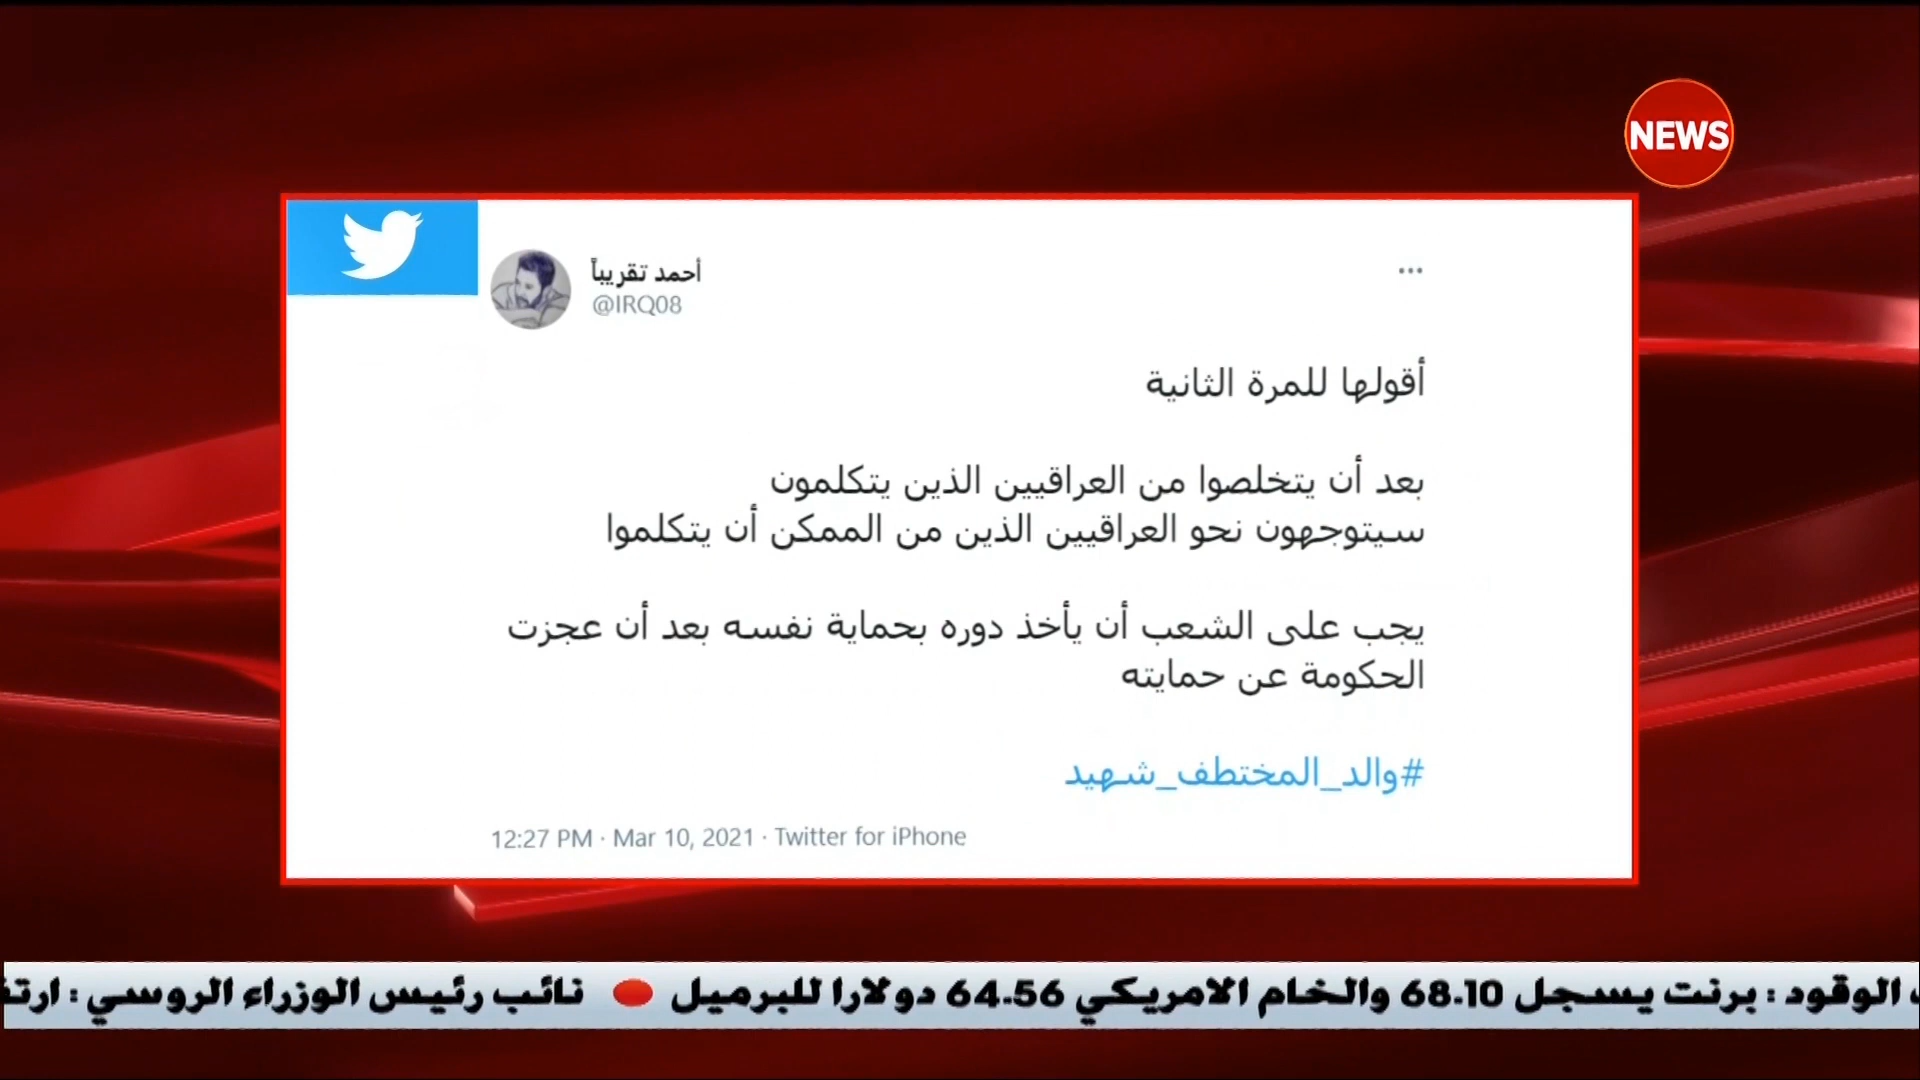 NEWS
أحمد تقريباً
@IRQ08
أقولها للمرة الثانية
بعد أن يتخلصوا من العراقيين الذين يتكلمون
سيتوجهون نحو العراقيين الذين من الممكن أن يتكلموا
يجب على الشعب أن يأخذ دوره بحماية نفسه بعد أن عجزت
الحكومة عن حمايته
#والد_المختطف_شهيد
12:27 PM · Mar 10, 2021 · Twitter for iPhone
الوقود : برنت يسجل 68.10 والخام الامريكي 64.56 دولارا للبرميل نائب رئيس الوزراء الروسي :